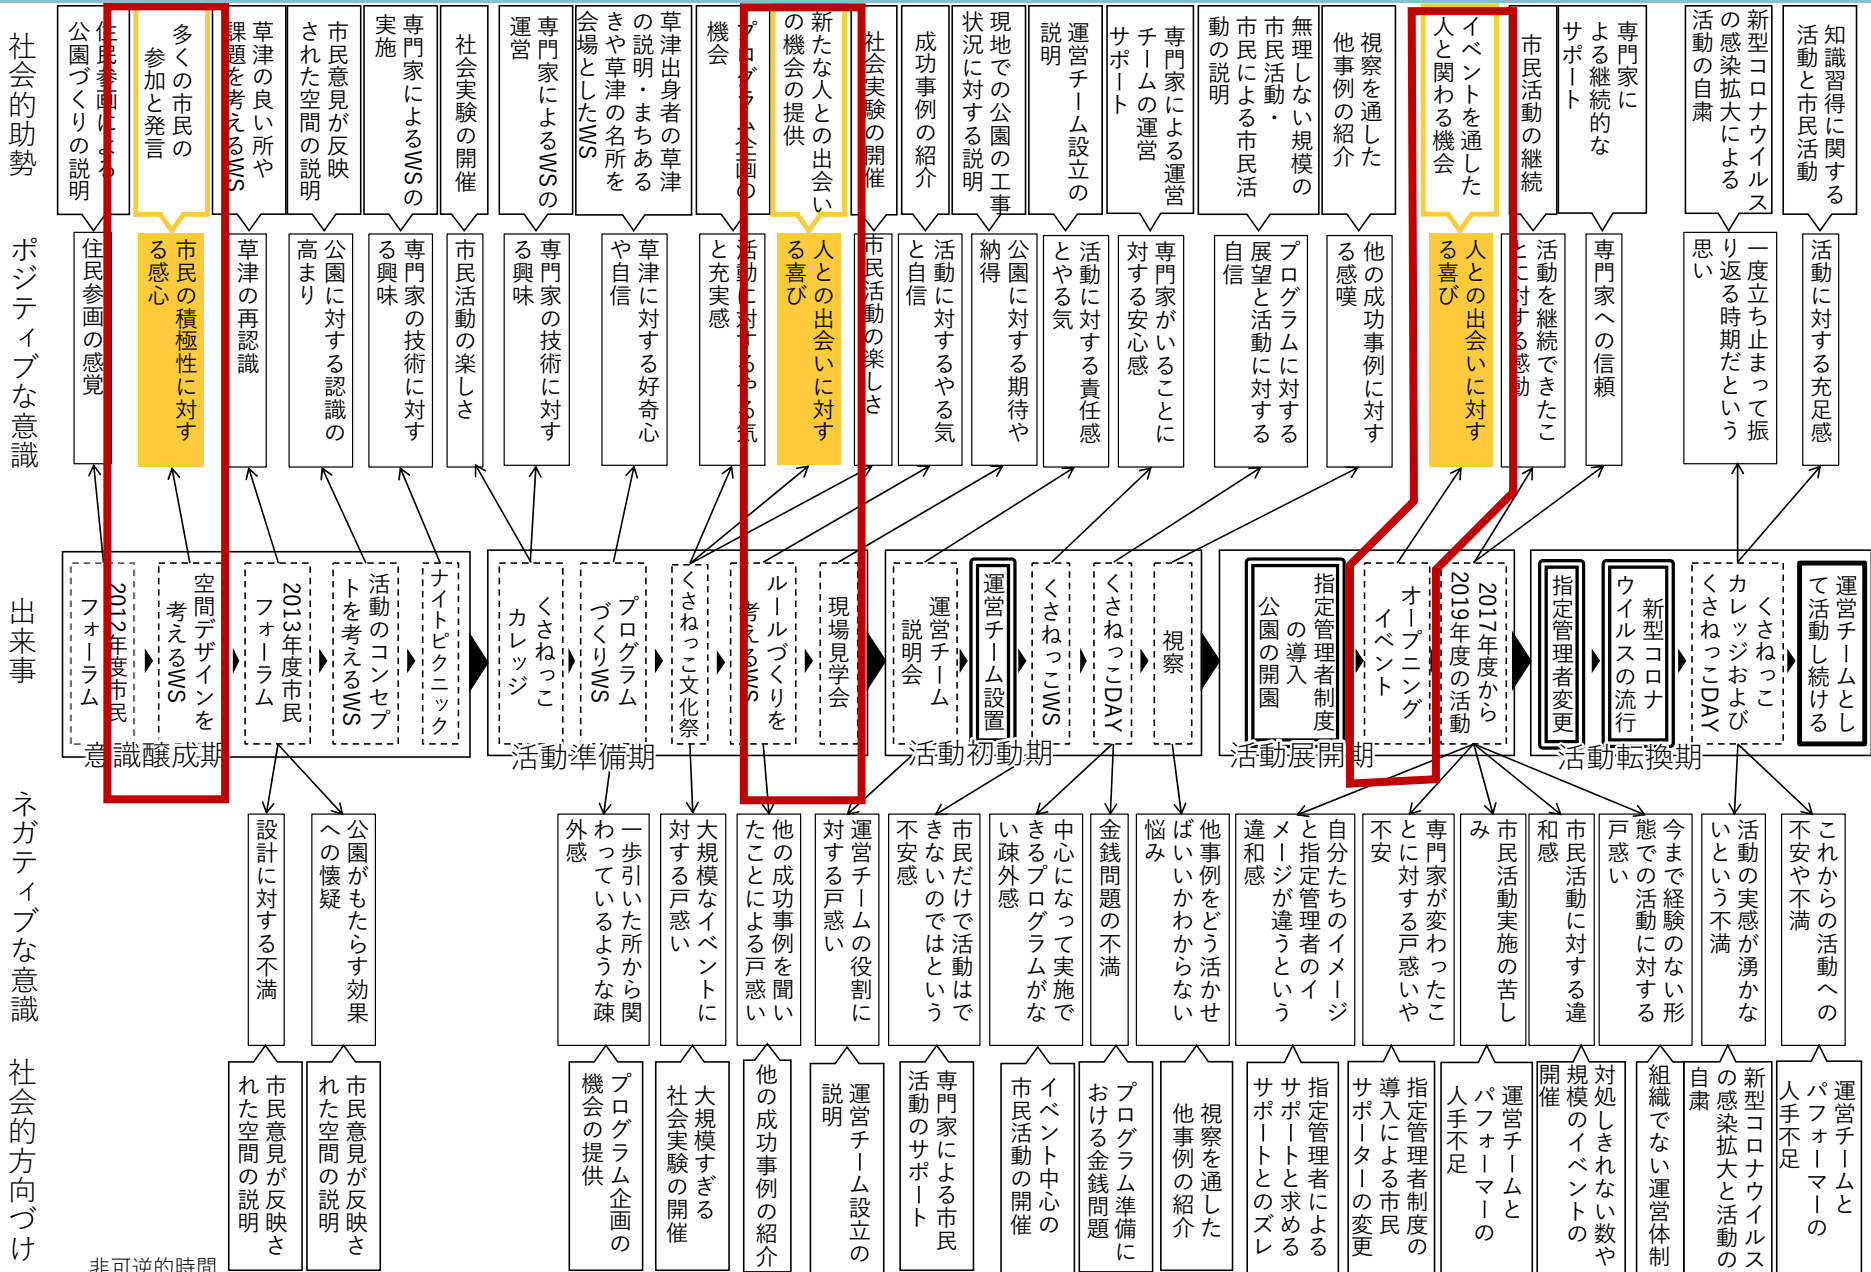 社会的助勢
住民参画による
公園づくりの説明
多くの市民の
参加と発言
草津の良い所や
課題を考えるWS
市民意見が反映
された空間の説明
専門家によるWSの
実施
社会実験の開催
専門家によるWSの
運営
草津出身者の草津
の説明・まちある
きや草津の名所を
会場としたWS
プログラム企画の
機会
新たな人との出会い
の機会の提供
社会実験の開催
成功事例の紹介
現地での公園の工事
状況に対する説明
運営チーム設立の
説明
専門家による運営
チームの運営
サポート
無理しない規模の
市民活動・
市民による市民活
動の説明
視察を通した
他事例の紹介
イベントを通した
人と関わる機会
市民活動の継続
専門家に
よる継続的な
サポート
新型コロナウイルス
の感染拡大による
活動の自粛
知識習得に関する
活動と市民活動
ポジティブな意識
住民参画の感覚
市民の積極性に対す
る感心
草津の再認識
公園に対する認識の
高まり
専門家の技術に対す
る興味
市民活動の楽しさ
専門家の技術に対す
る興味
草津に対する好奇心
や自信
活動に対するやる気
と充実感
人との出会いに対す
る喜び
市民活動の楽しさ
活動に対するやる気
と自信
公園に対する期待や
納得
活動に対する責任感
とやる気
専門家がいることに
対する安心感
プログラムに対する
展望と活動に対する
自信
他の成功事例に対す
る感嘆
人との出会いに対す
る喜び
活動を継続できたこ
とに対する感動
専門家への信頼
一度立ち止まって振
り返る時期だという
思い
活動に対する充足感
出来事
2012年度市民
フォーラム
空間デザインを
考えるWS
2013年度市民
フォーラム
活動のコンセプ
トを考えるWS
ナイトピクニック
意識醸成期
くさねっこ
カレッジ
プログラム
づくりWS
くさねっこ文化祭
ルールづくりを
考えるWS
現場見学会
活動準備期
運営チーム
説明会
運営チーム設置
くさねっこWS
くさねっこDAY
視察
活動初動期
指定管理者制度
の導入
公園の開園
オープニング
イベント
2017年度から
2019年度の活動
活動展開期
指定管理者変更
新型コロナ
ウイルスの流行
くさねっこ
カレッジおよび
くさねっこDAY
運営チームとし
て活動し続ける
活動転換期
ネガティブな意識
設計に対する不満
公園がもたらす効果
への懐疑
一歩引いた所から関
わっているような疎
外感
大規模なイベントに
対する戸惑い
他の成功事例を聞い
たことによる戸惑い
運営チームの役割に
対する戸惑い
市民だけで活動はで
きないのではという
不安感
中心になって実施で
きるプログラムがな
い疎外感
金銭問題の不満
他事例をどう活かせ
ばいいかわからない
悩み
自分たちのイメージ
と指定管理者のイ
メージが違うという
違和感
専門家が変わったこ
とに対する戸惑いや
不安
市民活動実施の苦し
み
市民活動に対する違
和感
今まで経験のない形
態での活動に対する
戸惑い
活動の実感が湧かな
いという不満
これからの活動への
不安や不満
社会的方向づけ
市民意見が反映さ
れた空間の説明
市民意見が反映さ
れた空間の説明
プログラム企画の
機会の提供
大規模すぎる
社会実験の開催
他の成功事例の紹介
運営チーム設立の
説明
専門家による市民
活動のサポート
イベント中心の
市民活動の開催
プログラム準備に
おける金銭問題
視察を通した
他事例の紹介
指定管理者による
サポートと求める
サポートとのズレ
指定管理者制度の
導入による市民
サポーターの変更
運営チームと
パフォーマーの
人手不足
対処しきれない数や
規模のイベントの
開催
組織でない運営体制
新型コロナウイルス
の感染拡大と活動の
自粛
運営チームと
パフォーマーの
人手不足
非可逆的時間